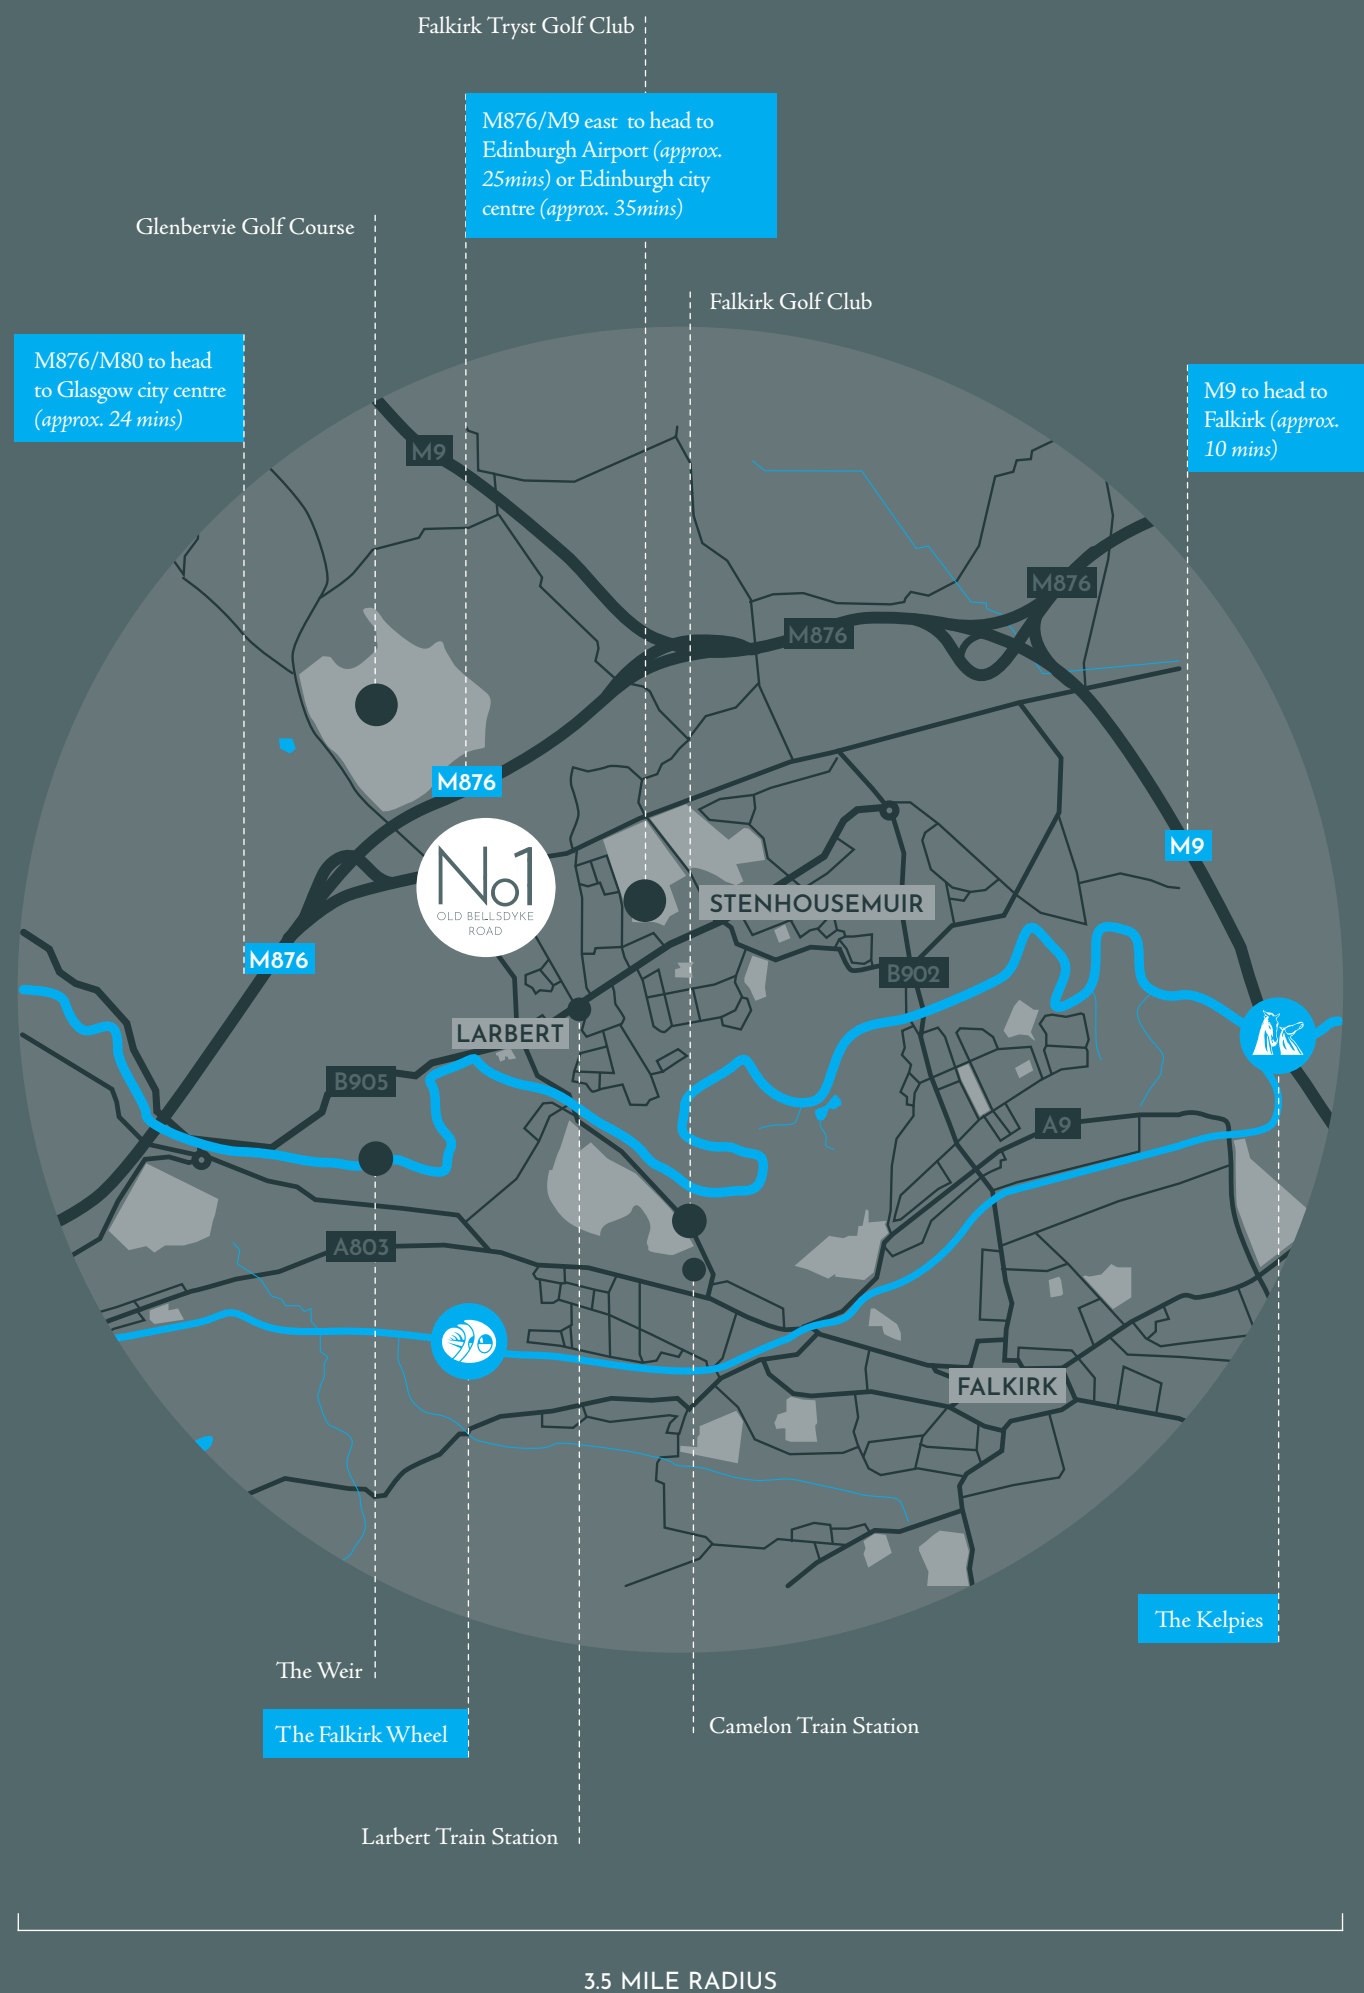 Falkirk Tryst Golf Club
M876/M9 east to head to
Edinburgh Airport (approx.
25mins) or Edinburgh city
centre (approx. 35mins)
Glenbervie Golf Course
Falkirk Golf Club
M876/M80 to head
to Glasgow city centre
(approx. 24 mins)
M9 to head to
Falkirk (approx.
10 mins)
M9
M876
M876
M876
M9
No1
OLD BELLSDYKE
ROAD
STENHOUSEMUIR
M876
B902
LARBERT
B905
A9
A803
FALKIRK
The Kelpies
The Weir
The Falkirk Wheel
Camelon Train Station
Larbert Train Station
3.5 MILE RADIUS